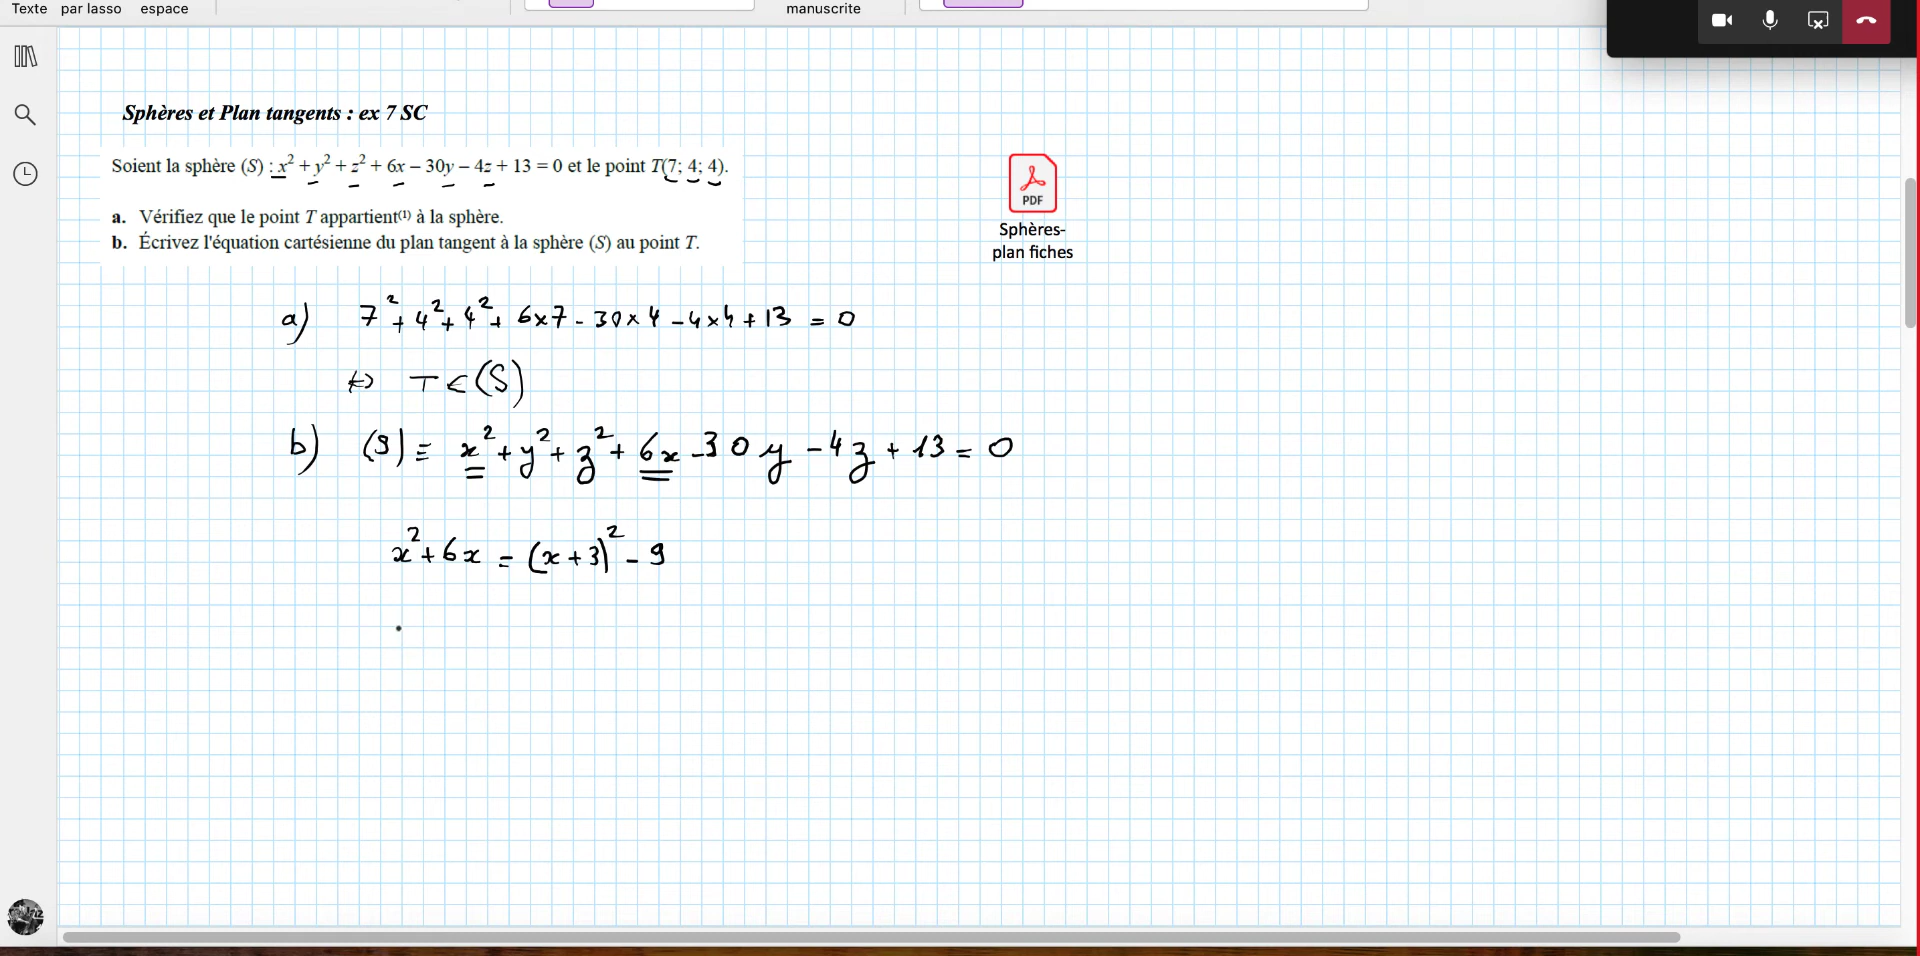 Texte par lasso espace manuscrite
Sphères et Plan tangents : ex 7 SC
Soient la sphère (S) : x² + y² + z² + 6x – 30y – 4z + 13 = 0 et le point T(7; 4; 4).
a. Vérifiez que le point T appartient⁽¹⁾ à la sphère.
b. Écrivez l'équation cartésienne du plan tangent à la sphère (S) au point T.
PDF
Sphères-
plan fiches
a) 7² + 4² + 4² + 6×7 - 30×4 - 4×4 + 13 = 0
⇔ T ∈ (S)
b) (S) ≡ x² + y² + z² + 6x - 30y - 4z + 13 = 0
x² + 6x = (x + 3)² - 9